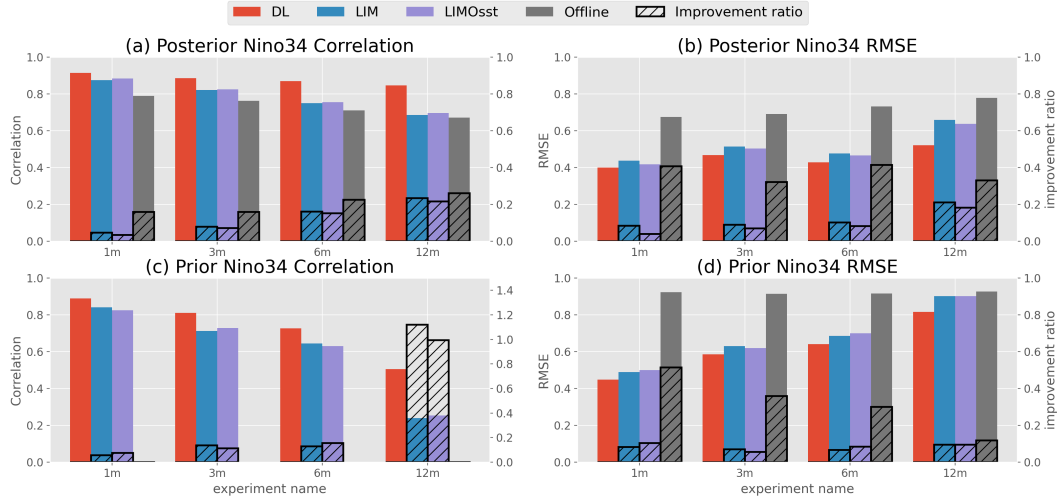 DL LIM LIMOsst Offline Improvement ratio
(a) Posterior Nino34 Correlation
1.0 0.8 0.6 0.4 0.2 0.0
Correlation
1.0 0.8 0.6 0.4 0.2 0.0
1m 3m 6m 12m
(b) Posterior Nino34 RMSE
1.0 0.8 0.6 0.4 0.2 0.0
RMSE
1.0 0.8 0.6 0.4 0.2 0.0
improvement ratio
1m 3m 6m 12m
(c) Prior Nino34 Correlation
1.0 0.8 0.6 0.4 0.2 0.0
Correlation
1.4 1.2 1.0 0.8 0.6 0.4 0.2 0.0
1m 3m 6m 12m
experiment name
(d) Prior Nino34 RMSE
1.0 0.8 0.6 0.4 0.2 0.0
RMSE
1.0 0.8 0.6 0.4 0.2 0.0
improvement ratio
1m 3m 6m 12m
experiment name